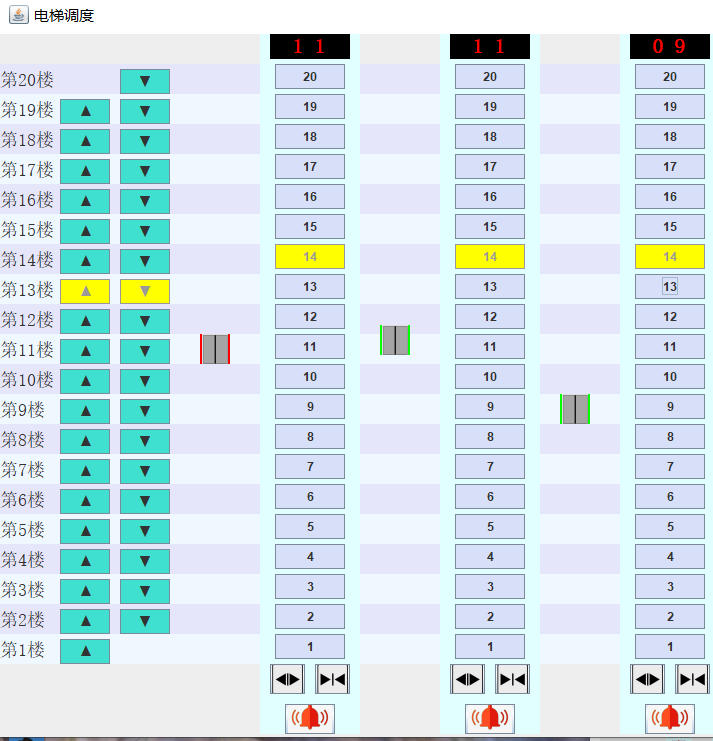 电梯调度
11 11 09
第20楼 ▼ 20 20 20
第19楼 ▲ ▼ 19 19 19
第18楼 ▲ ▼ 18 18 18
第17楼 ▲ ▼ 17 17 17
第16楼 ▲ ▼ 16 16 16
第15楼 ▲ ▼ 15 15 15
第14楼 ▲ ▼ 14 14 14
第13楼 ▲ ▼ 13 13 13
第12楼 ▲ ▼ 12 12 12
第11楼 ▲ ▼ 11 11 11
第10楼 ▲ ▼ 10 10 10
第9楼 ▲ ▼ 9 9 9
第8楼 ▲ ▼ 8 8 8
第7楼 ▲ ▼ 7 7 7
第6楼 ▲ ▼ 6 6 6
第5楼 ▲ ▼ 5 5 5
第4楼 ▲ ▼ 4 4 4
第3楼 ▲ ▼ 3 3 3
第2楼 ▲ ▼ 2 2 2
第1楼 ▲ 1 1 1